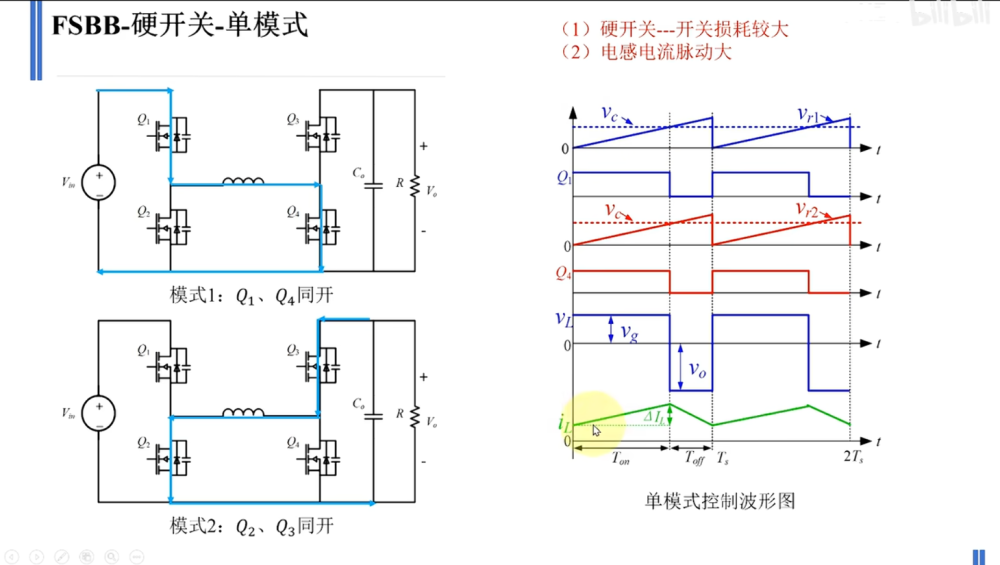 FSBB-硬开关-单模式
bilibili
(1) 硬开关---开关损耗较大
(2) 电感电流脉动大
Q1
Q3
Vin
+
−
Co
R
+
Vo
-
Q2
Q4
模式1：Q1、Q4同开
Q1
Q3
Vin
+
−
Co
R
+
Vo
-
Q2
Q4
模式2：Q2、Q3同开
vc
vr1
0
t
Q1
t
vc
vr2
0
t
Q4
t
vL
vg
0
t
vo
iL
ΔIL
0
t
Ton
Toff
Ts
2Ts
单模式控制波形图